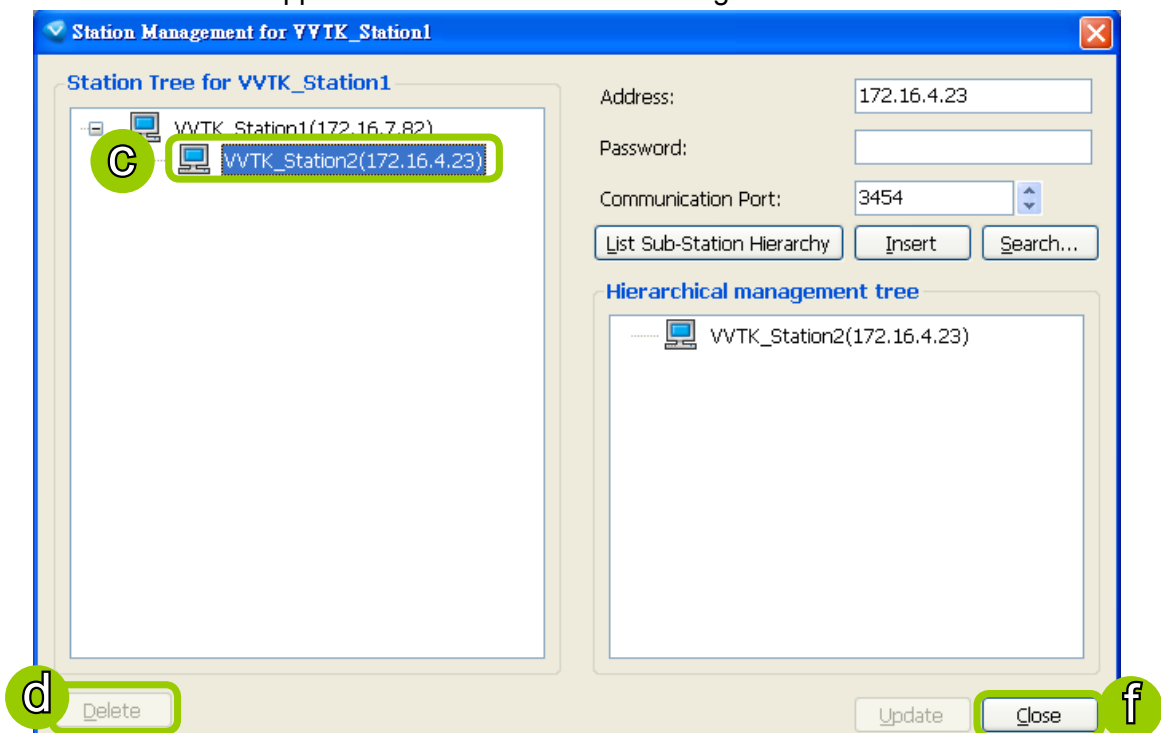 Station Management for VVTK_Station1
Station Tree for VVTK_Station1
VVTK_Station1(172.16.7.82)
c
VVTK_Station2(172.16.4.23)
Address:
172.16.4.23
Password:
Communication Port:
3454
List Sub-Station Hierarchy
Insert
Search...
Hierarchical management tree
VVTK_Station2(172.16.4.23)
d
Delete
Update
Close
f